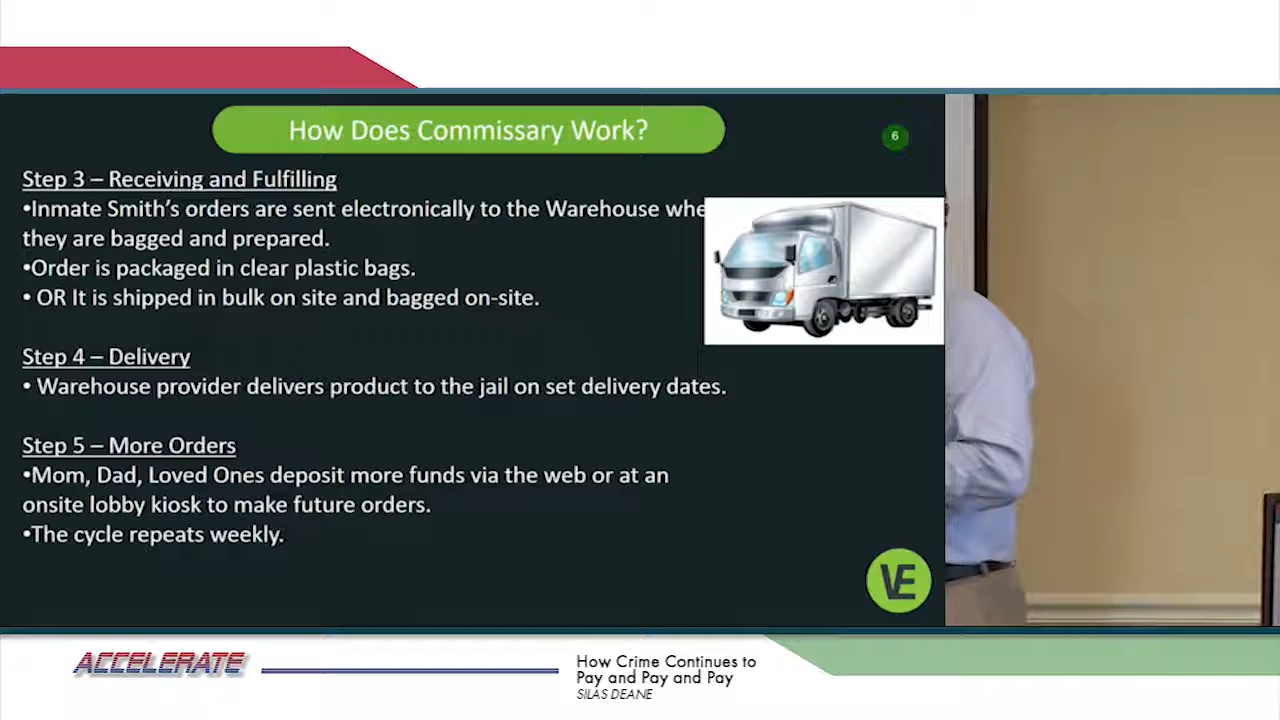 How Does Commissary Work?
6
Step 3 – Receiving and Fulfilling
•Inmate Smith's orders are sent electronically to the Warehouse whe
they are bagged and prepared.
•Order is packaged in clear plastic bags.
• OR It is shipped in bulk on site and bagged on-site.
Step 4 – Delivery
• Warehouse provider delivers product to the jail on set delivery dates.
Step 5 – More Orders
•Mom, Dad, Loved Ones deposit more funds via the web or at an
onsite lobby kiosk to make future orders.
•The cycle repeats weekly.
VE
ACCELERATE
How Crime Continues to
Pay and Pay and Pay
SILAS DEANE